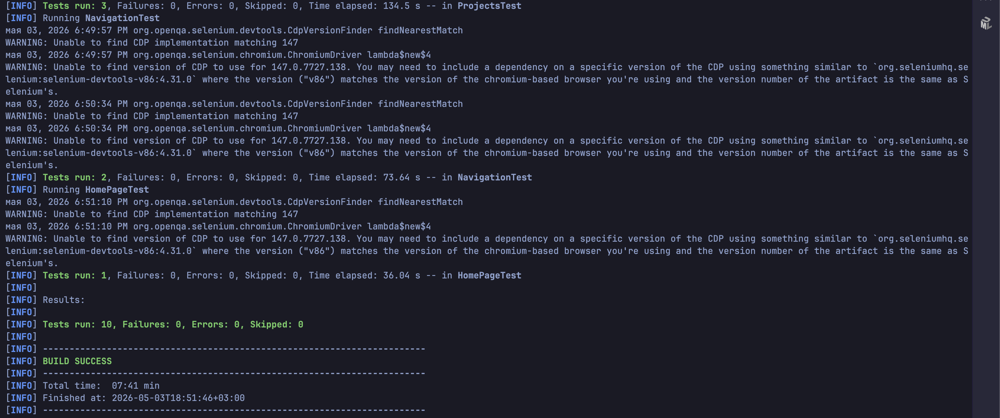 [INFO] Tests run: 3, Failures: 0, Errors: 0, Skipped: 0, Time elapsed: 134.5 s -- in ProjectsTest
[INFO] Running NavigationTest
мая 03, 2026 6:49:57 PM org.openqa.selenium.devtools.CdpVersionFinder findNearestMatch
WARNING: Unable to find CDP implementation matching 147
мая 03, 2026 6:49:57 PM org.openqa.selenium.chromium.ChromiumDriver lambda$new$4
WARNING: Unable to find version of CDP to use for 147.0.7727.138. You may need to include a dependency on a specific version of the CDP using something similar to `org.seleniumhq.se
lenium:selenium-devtools-v86:4.31.0` where the version ("v86") matches the version of the chromium-based browser you're using and the version number of the artifact is the same as S
elenium's.
мая 03, 2026 6:50:34 PM org.openqa.selenium.devtools.CdpVersionFinder findNearestMatch
WARNING: Unable to find CDP implementation matching 147
мая 03, 2026 6:50:34 PM org.openqa.selenium.chromium.ChromiumDriver lambda$new$4
WARNING: Unable to find version of CDP to use for 147.0.7727.138. You may need to include a dependency on a specific version of the CDP using something similar to `org.seleniumhq.se
lenium:selenium-devtools-v86:4.31.0` where the version ("v86") matches the version of the chromium-based browser you're using and the version number of the artifact is the same as S
elenium's.
[INFO] Tests run: 2, Failures: 0, Errors: 0, Skipped: 0, Time elapsed: 73.64 s -- in NavigationTest
[INFO] Running HomePageTest
мая 03, 2026 6:51:10 PM org.openqa.selenium.devtools.CdpVersionFinder findNearestMatch
WARNING: Unable to find CDP implementation matching 147
мая 03, 2026 6:51:10 PM org.openqa.selenium.chromium.ChromiumDriver lambda$new$4
WARNING: Unable to find version of CDP to use for 147.0.7727.138. You may need to include a dependency on a specific version of the CDP using something similar to `org.seleniumhq.se
lenium:selenium-devtools-v86:4.31.0` where the version ("v86") matches the version of the chromium-based browser you're using and the version number of the artifact is the same as S
elenium's.
[INFO] Tests run: 1, Failures: 0, Errors: 0, Skipped: 0, Time elapsed: 36.04 s -- in HomePageTest
[INFO]
[INFO] Results:
[INFO]
[INFO] Tests run: 10, Failures: 0, Errors: 0, Skipped: 0
[INFO]
[INFO] ------------------------------------------------------------------------
[INFO] BUILD SUCCESS
[INFO] ------------------------------------------------------------------------
[INFO] Total time:  07:41 min
[INFO] Finished at: 2026-05-03T18:51:46+03:00
[INFO] ------------------------------------------------------------------------
UML